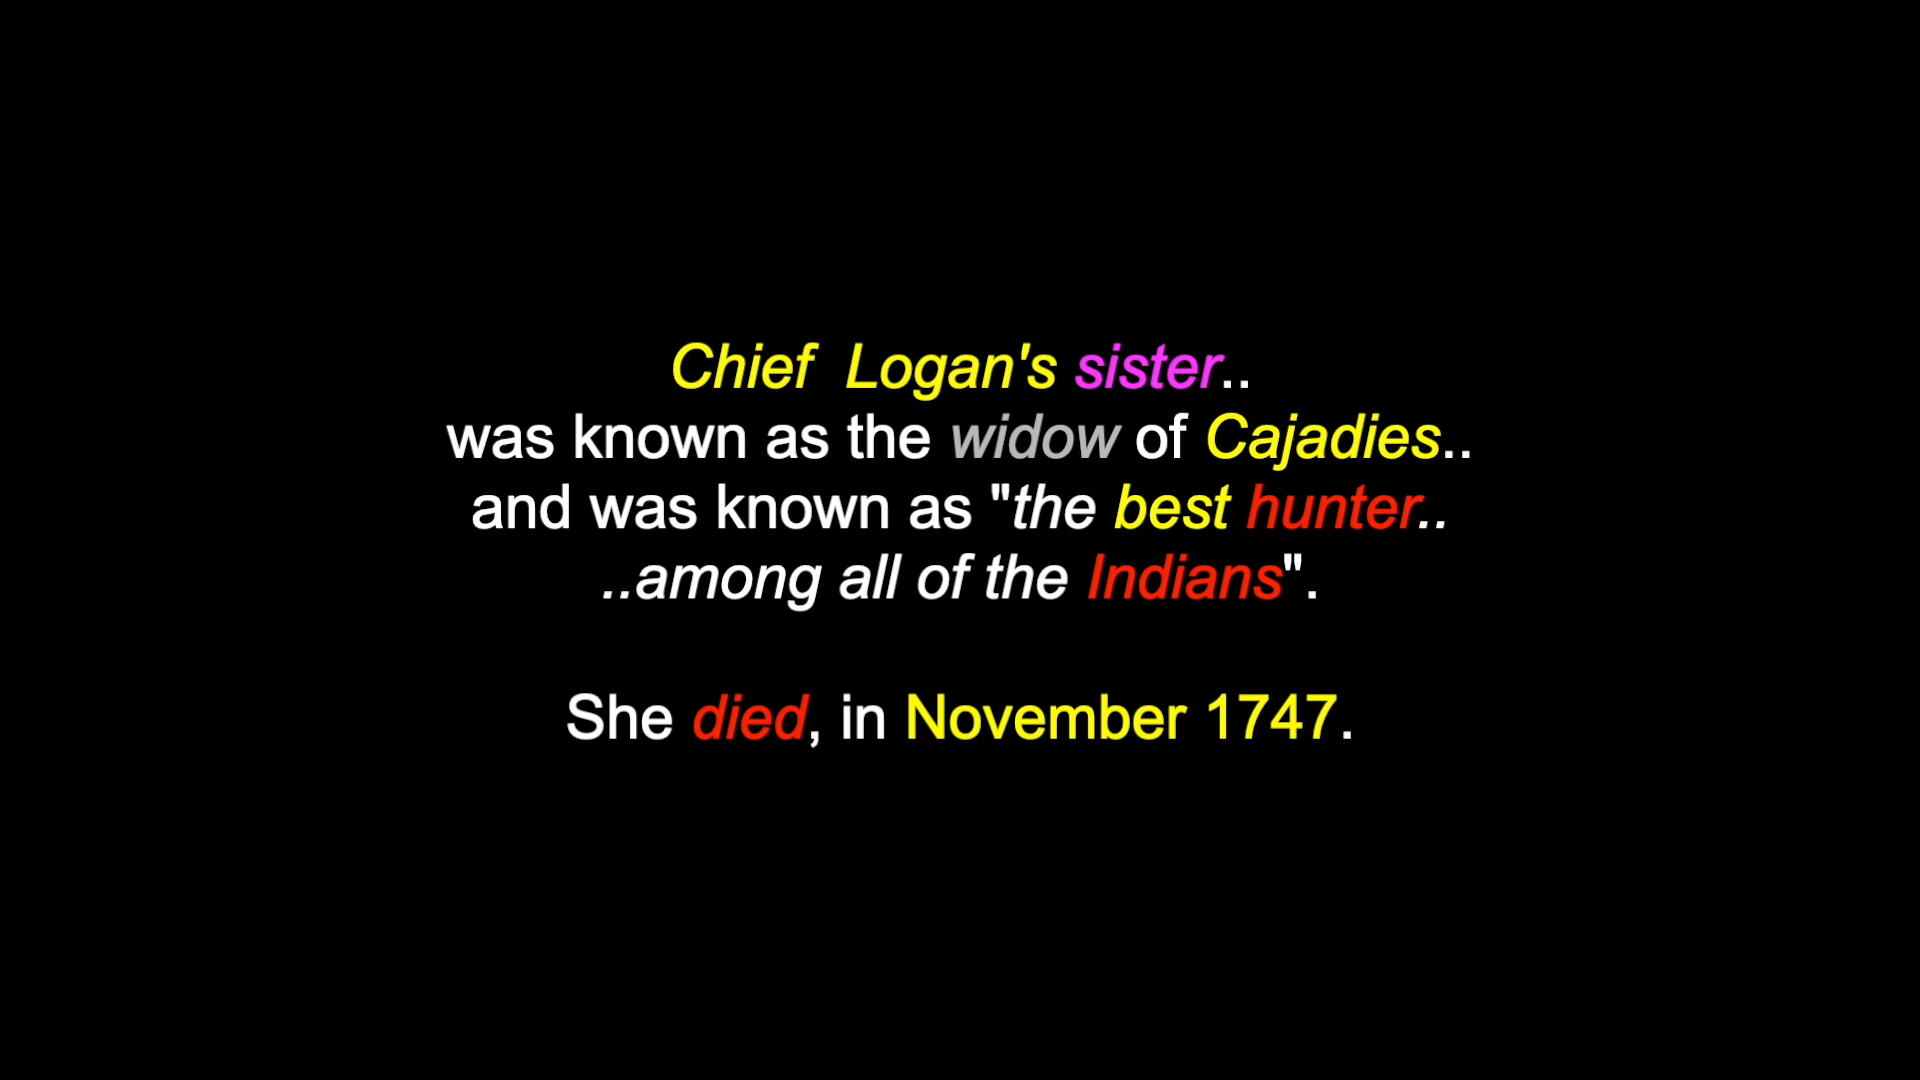 Chief  Logan's sister..
was known as the widow of Cajadies..
and was known as "the best hunter..
..among all of the Indians".
She died, in November 1747.